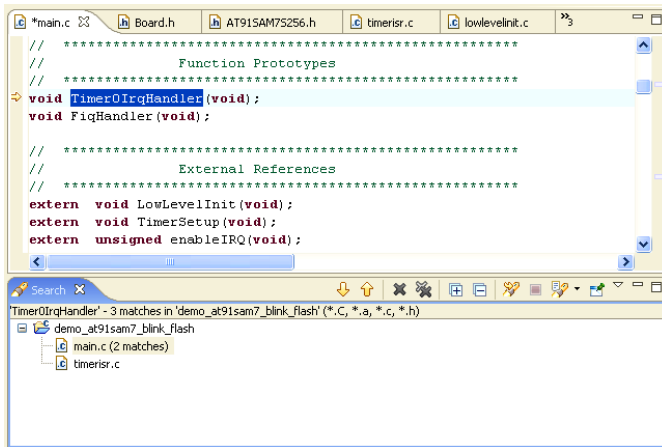 *main.c Board.h AT91SAM7S256.h timerisr.c lowlevelinit.c »3
// *******************************************************
// Function Prototypes
// *******************************************************
void Timer0IrqHandler(void);
void FiqHandler(void);
// *******************************************************
// External References
// *******************************************************
extern void LowLevelInit(void);
extern void TimerSetup(void);
extern unsigned enableIRQ(void);
Search
'Timer0IrqHandler' - 3 matches in 'demo_at91sam7_blink_flash' (*.C, *.a, *.c, *.h)
demo_at91sam7_blink_flash
main.c (2 matches)
timerisr.c